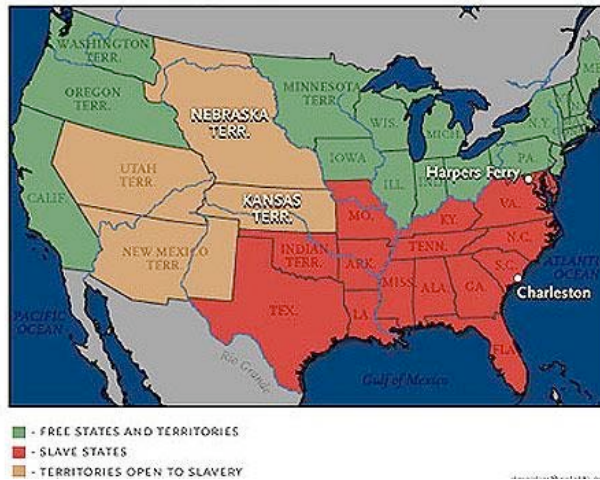 WASHINGTON
TERR.
OREGON
TERR.
NEBRASKA
TERR.
MINNESOTA
TERR.
WIS.
MICH.
N.Y.
ME.
IOWA
ILL.
IND.
PA.
Harpers Ferry
UTAH
TERR.
CALIF.
KANSAS
TERR.
MO.
KY.
VA.
N.C.
NEW MEXICO
TERR.
INDIAN
TERR.
ARK.
TENN.
S.C.
ATLANTIC
OCEAN
Charleston
MISS.
ALA.
GA.
PACIFIC
OCEAN
TEX.
LA.
FLA.
Rio Grande
Gulf of Mexico
- FREE STATES AND TERRITORIES
- SLAVE STATES
- TERRITORIES OPEN TO SLAVERY